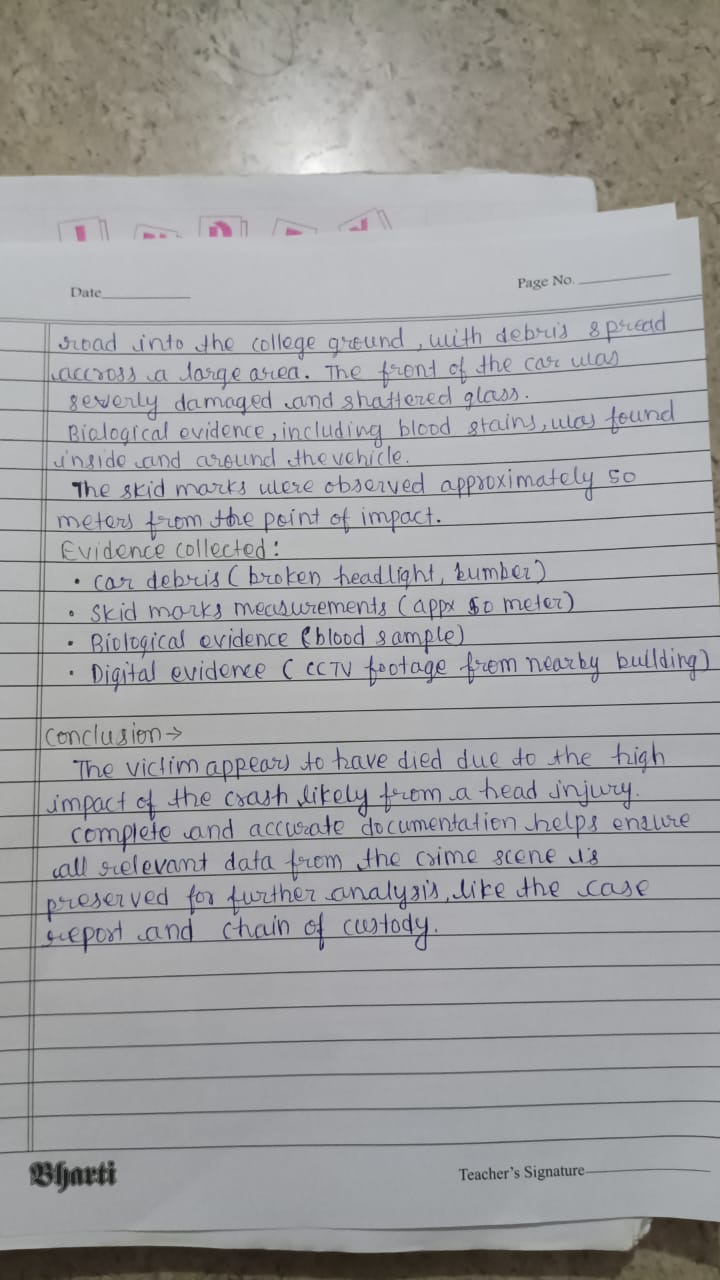 Date
Page No.
road into the college ground, with debris spread
accross a large area. The front of the car was
severly damaged and shattered glass.
Biological evidence, including blood stains, was found
inside and around the vehicle.
The skid marks were observed approximately 50
meters from the point of impact.
Evidence collected:
• car debris (broken headlight, bumber)
• skid marks measurements (appx 50 meter)
• Biological evidence (blood sample)
• Digital evidence (CCTV footage from nearby building)
Conclusion→
The victim appears to have died due to the high
impact of the crash likely from a head injury.
complete and accurate documentation helps ensure
all relevant data from the crime scene is
preserved for further analysis, like the case
report and chain of custody.
Bharti
Teacher's Signature